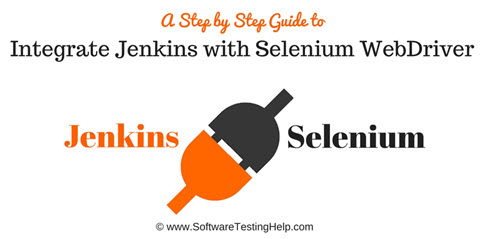 A Step by Step Guide to
Integrate Jenkins with Selenium WebDriver
Jenkins Selenium
© www.SoftwareTestingHelp.com